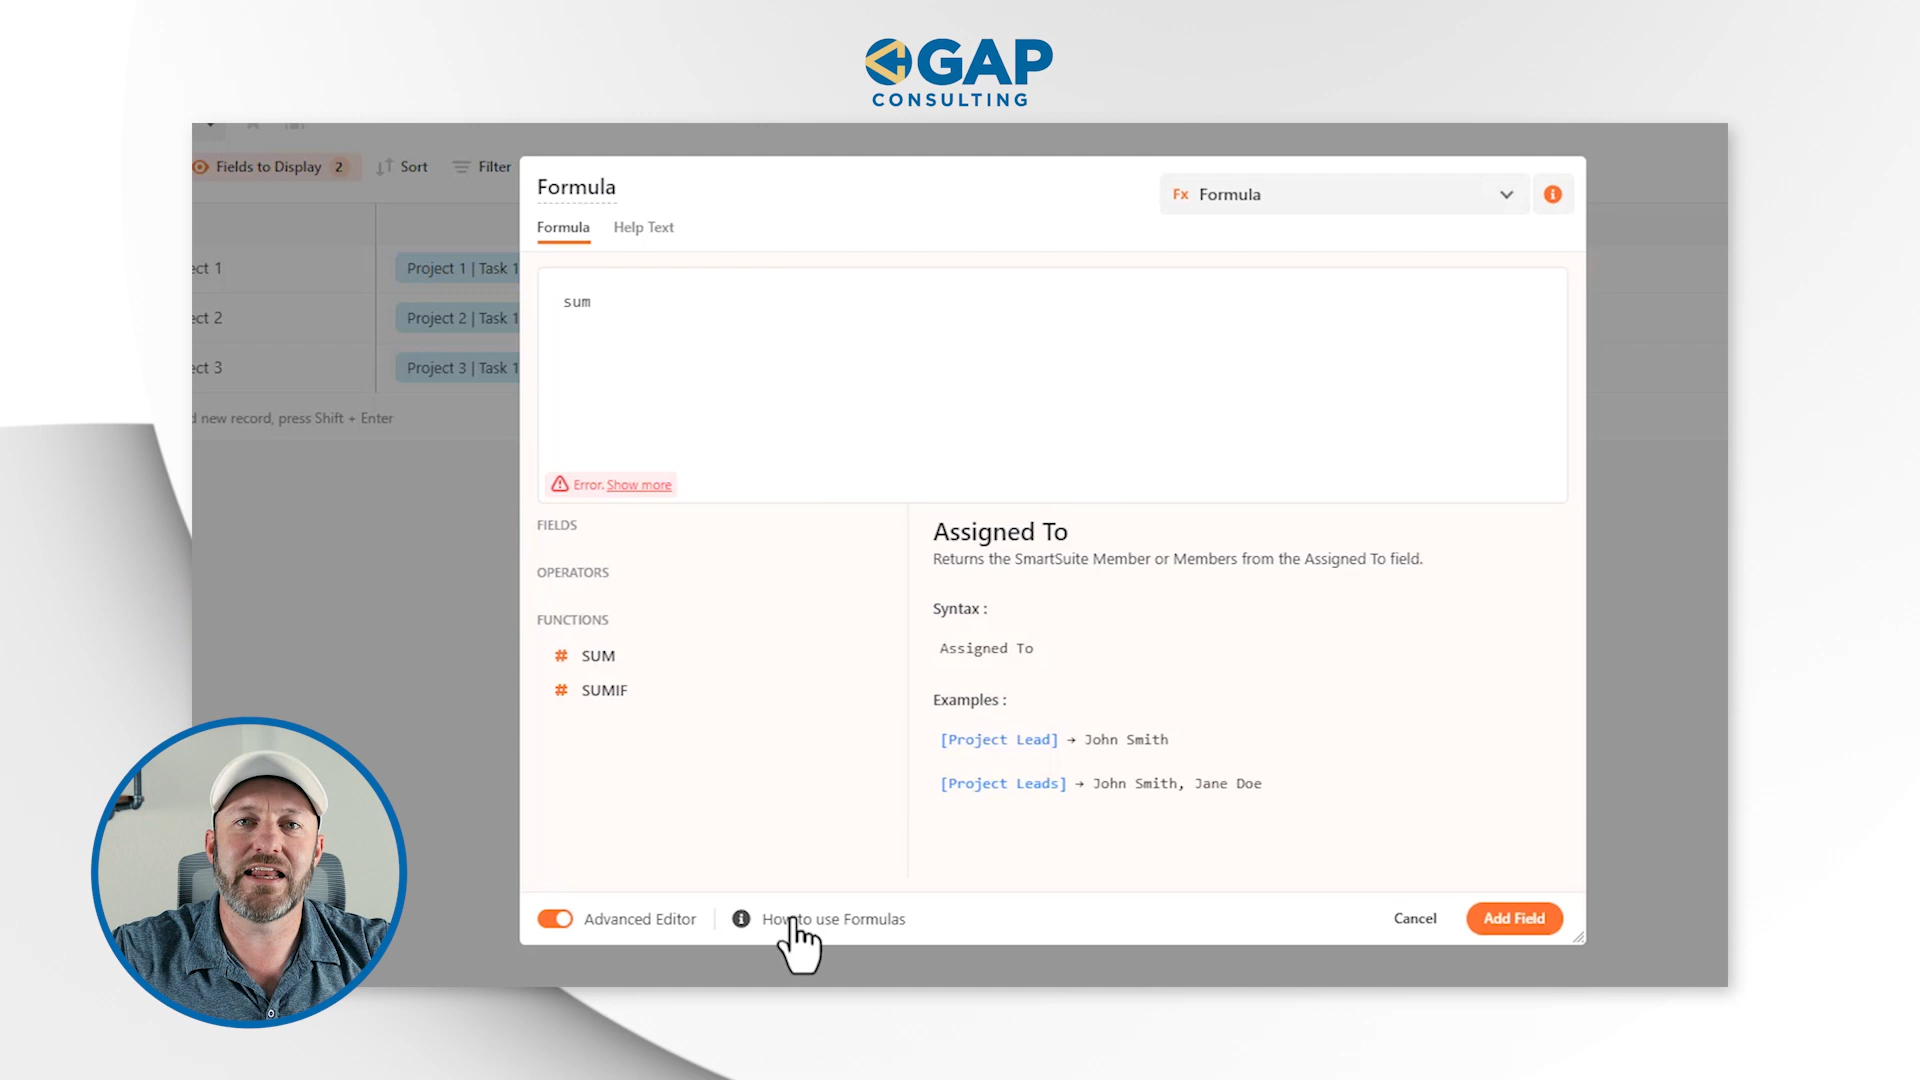 GAP
CONSULTING
Fields to Display 2
Sort
Filter
Formula
Fx Formula
Formula
Help Text
ect 1
Project 1 | Task 1
ect 2
Project 2 | Task 1
ect 3
Project 3 | Task 1
d new record, press Shift + Enter
sum
Error. Show more
FIELDS
OPERATORS
FUNCTIONS
# SUM
# SUMIF
Assigned To
Returns the SmartSuite Member or Members from the Assigned To field.
Syntax :
Assigned To
Examples :
[Project Lead] → John Smith
[Project Leads] → John Smith, Jane Doe
Advanced Editor
How to use Formulas
Cancel
Add Field